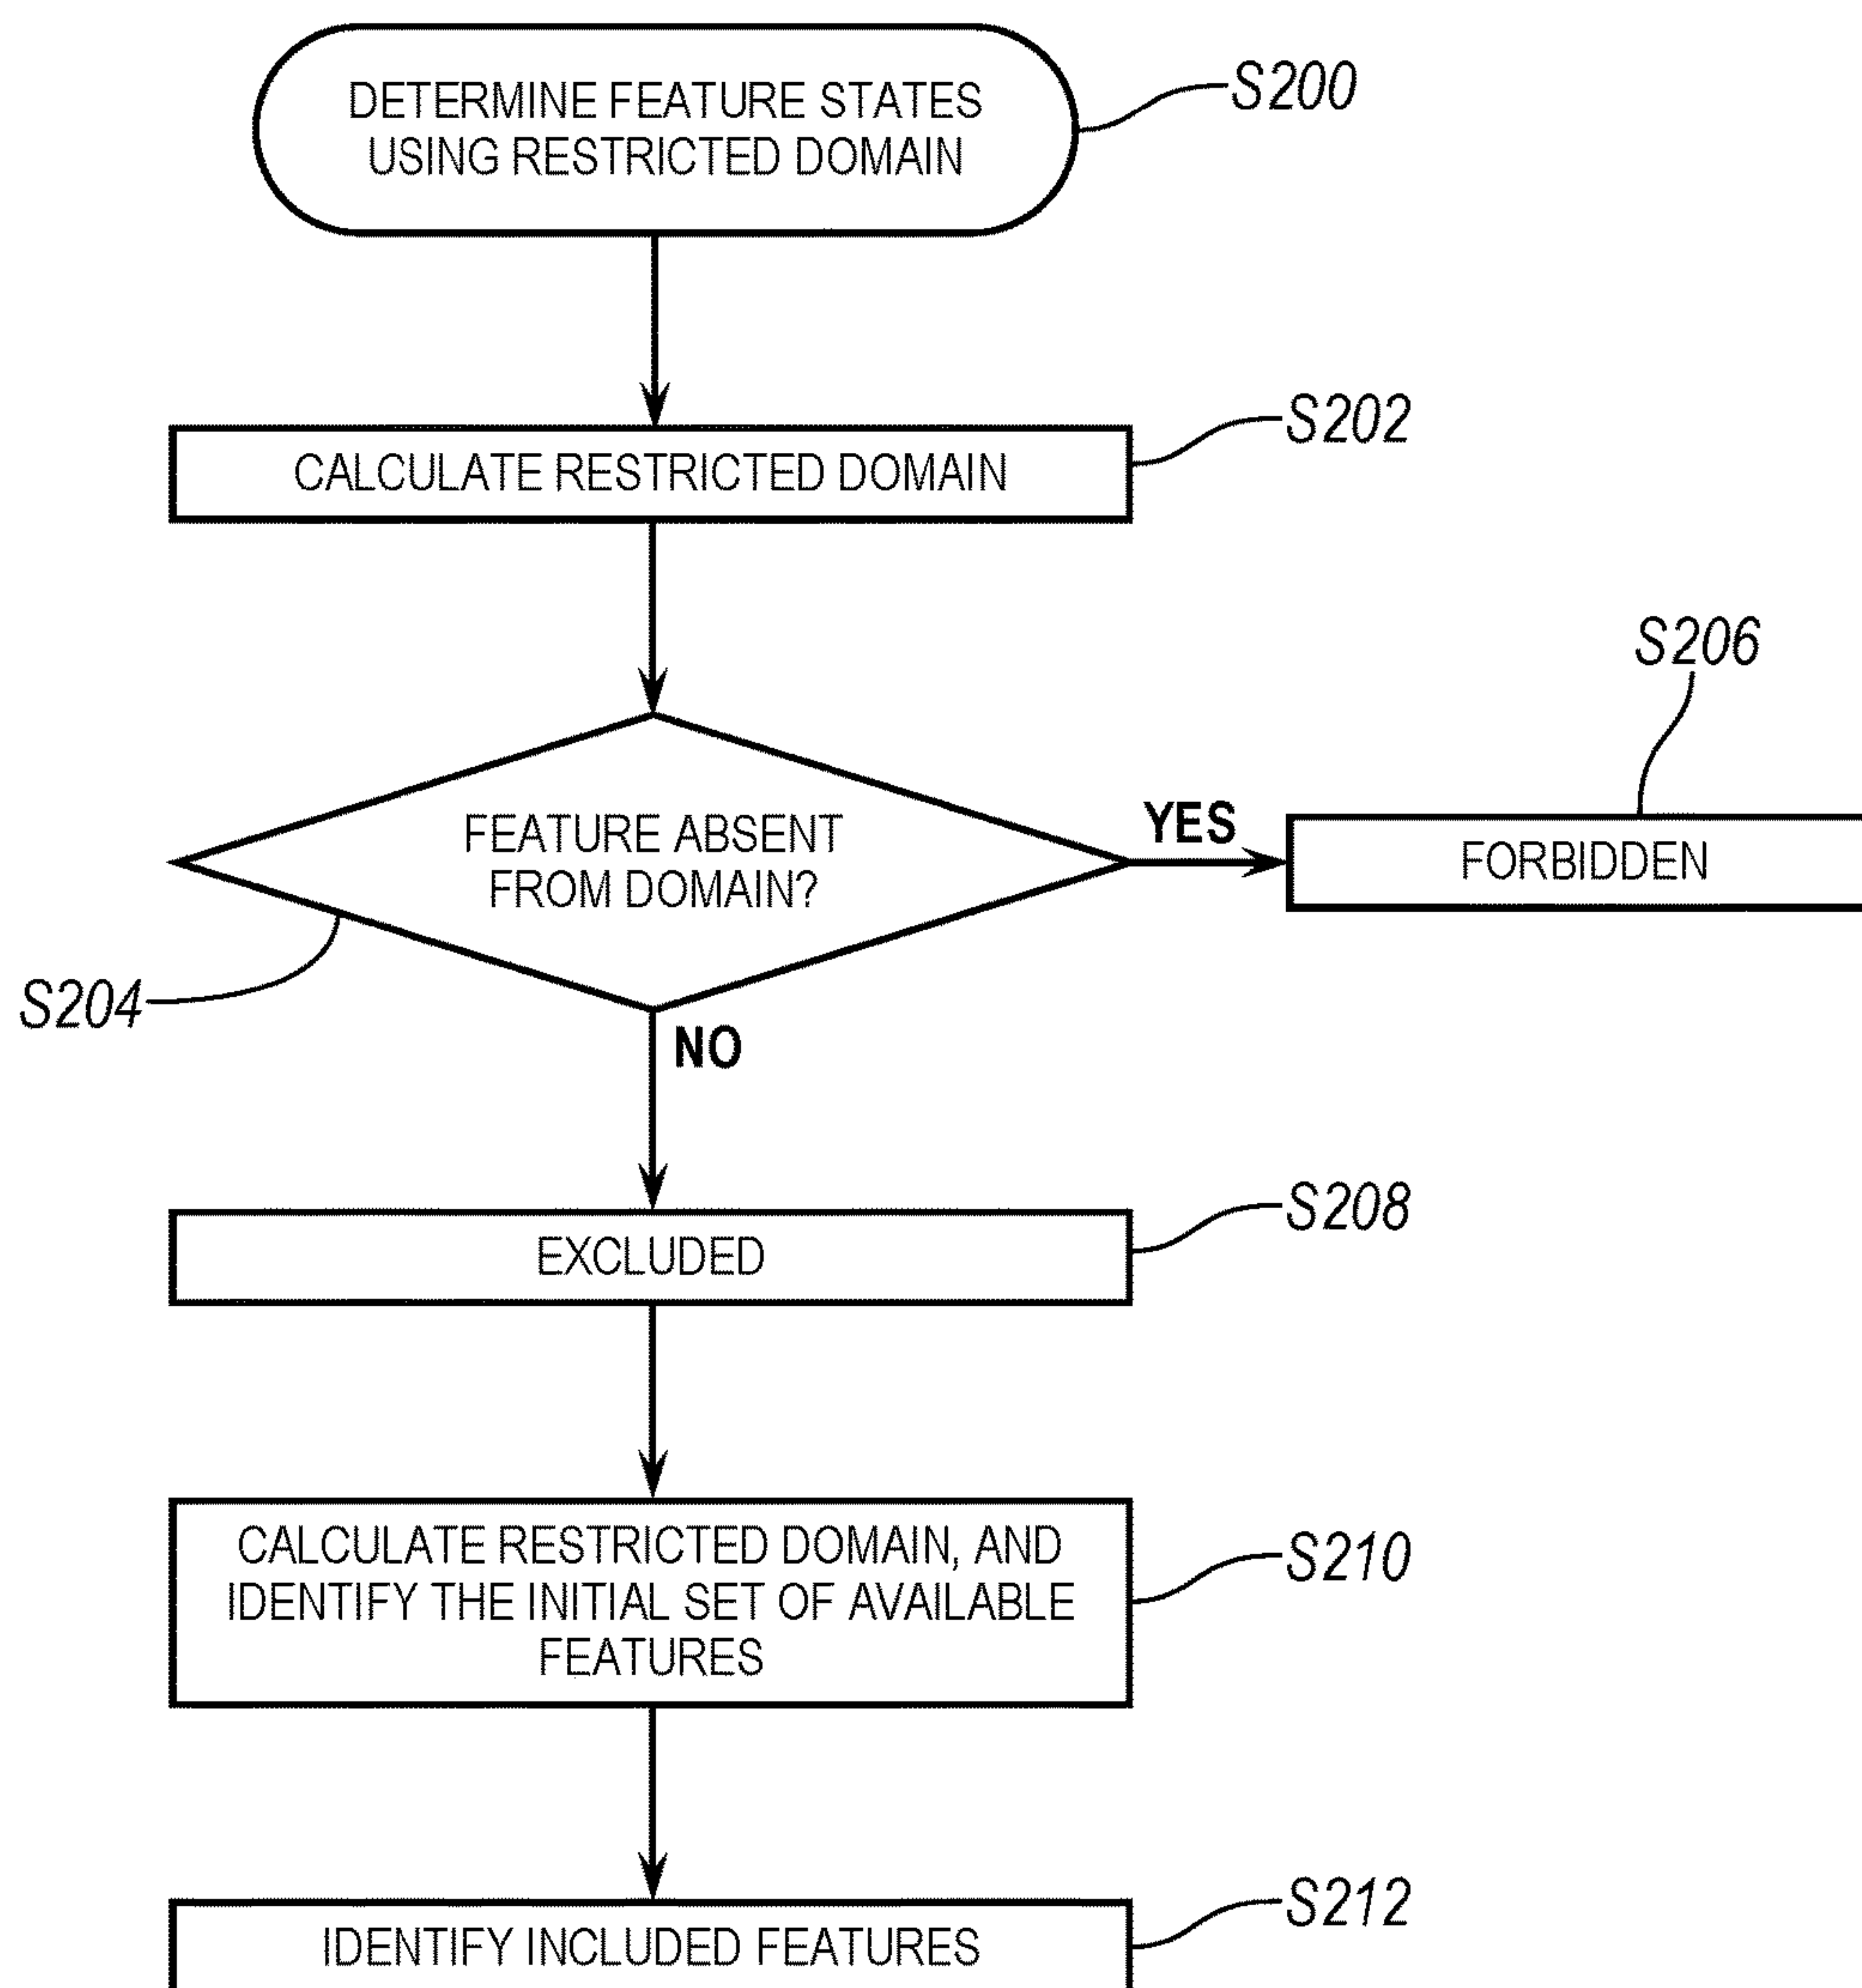 DETERMINE FEATURE STATES
USING RESTRICTED DOMAIN
S200
CALCULATE RESTRICTED DOMAIN
S202
FEATURE ABSENT
FROM DOMAIN?
S204
YES
S206
FORBIDDEN
NO
EXCLUDED
S208
CALCULATE RESTRICTED DOMAIN, AND
IDENTIFY THE INITIAL SET OF AVAILABLE
FEATURES
S210
IDENTIFY INCLUDED FEATURES
S212